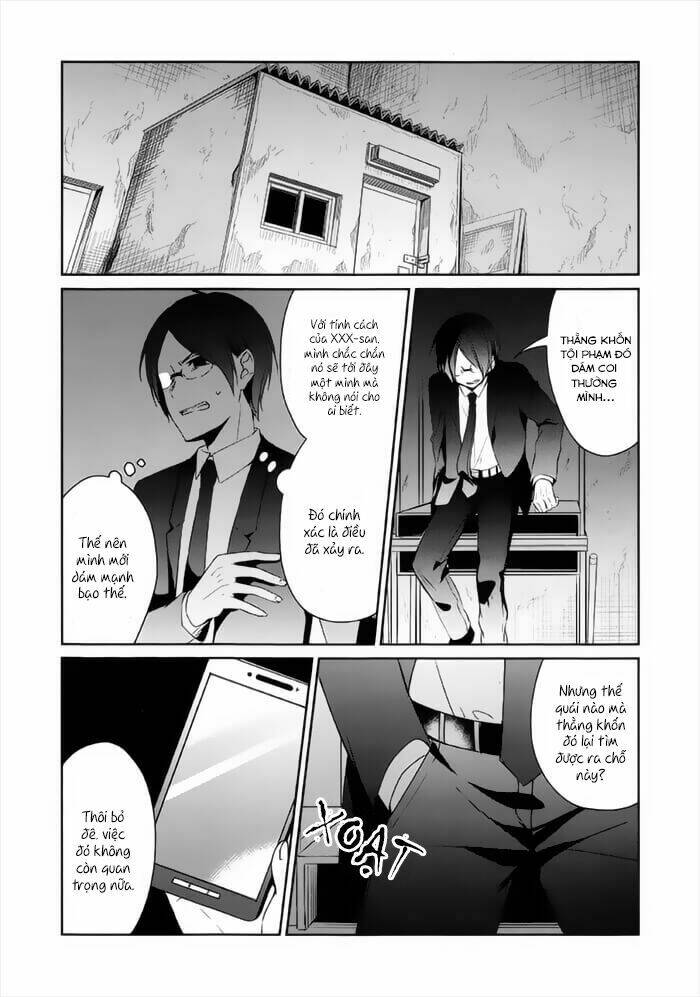 THẰNG KHỐN
TỘI PHẠM ĐÓ
DÁM COI
THƯỜNG
MÌNH...
Với tính cách
của XXX-san,
mình chắc chắn
nó sẽ tới đây
một mình mà
không nói cho
ai biết.
Đó chính
xác là điều
đã xảy ra.
Thế nên
mình mới
dám mạnh
bạo thế.
Nhưng thế
quái nào mà
thằng khốn
đó lại tìm
được ra chỗ
này?
XOẠT
Thôi bỏ
đê, việc
đó không
còn quan
trọng nữa.